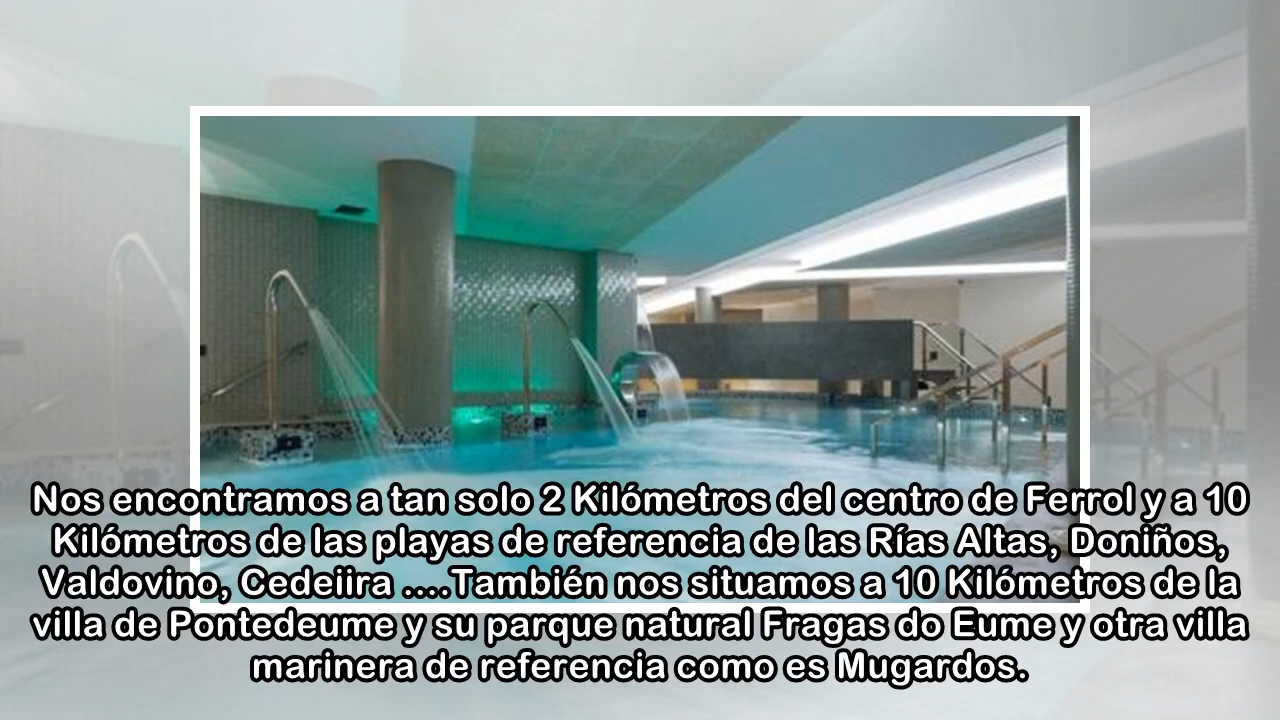 Nos encontramos a tan solo 2 Kilómetros del centro de Ferrol y a 10
Kilómetros de las playas de referencia de las Rías Altas, Doniños,
Valdovino, Cedeiira ....También nos situamos a 10 Kilómetros de la
villa de Pontedeume y su parque natural Fragas do Eume y otra villa
marinera de referencia como es Mugardos.